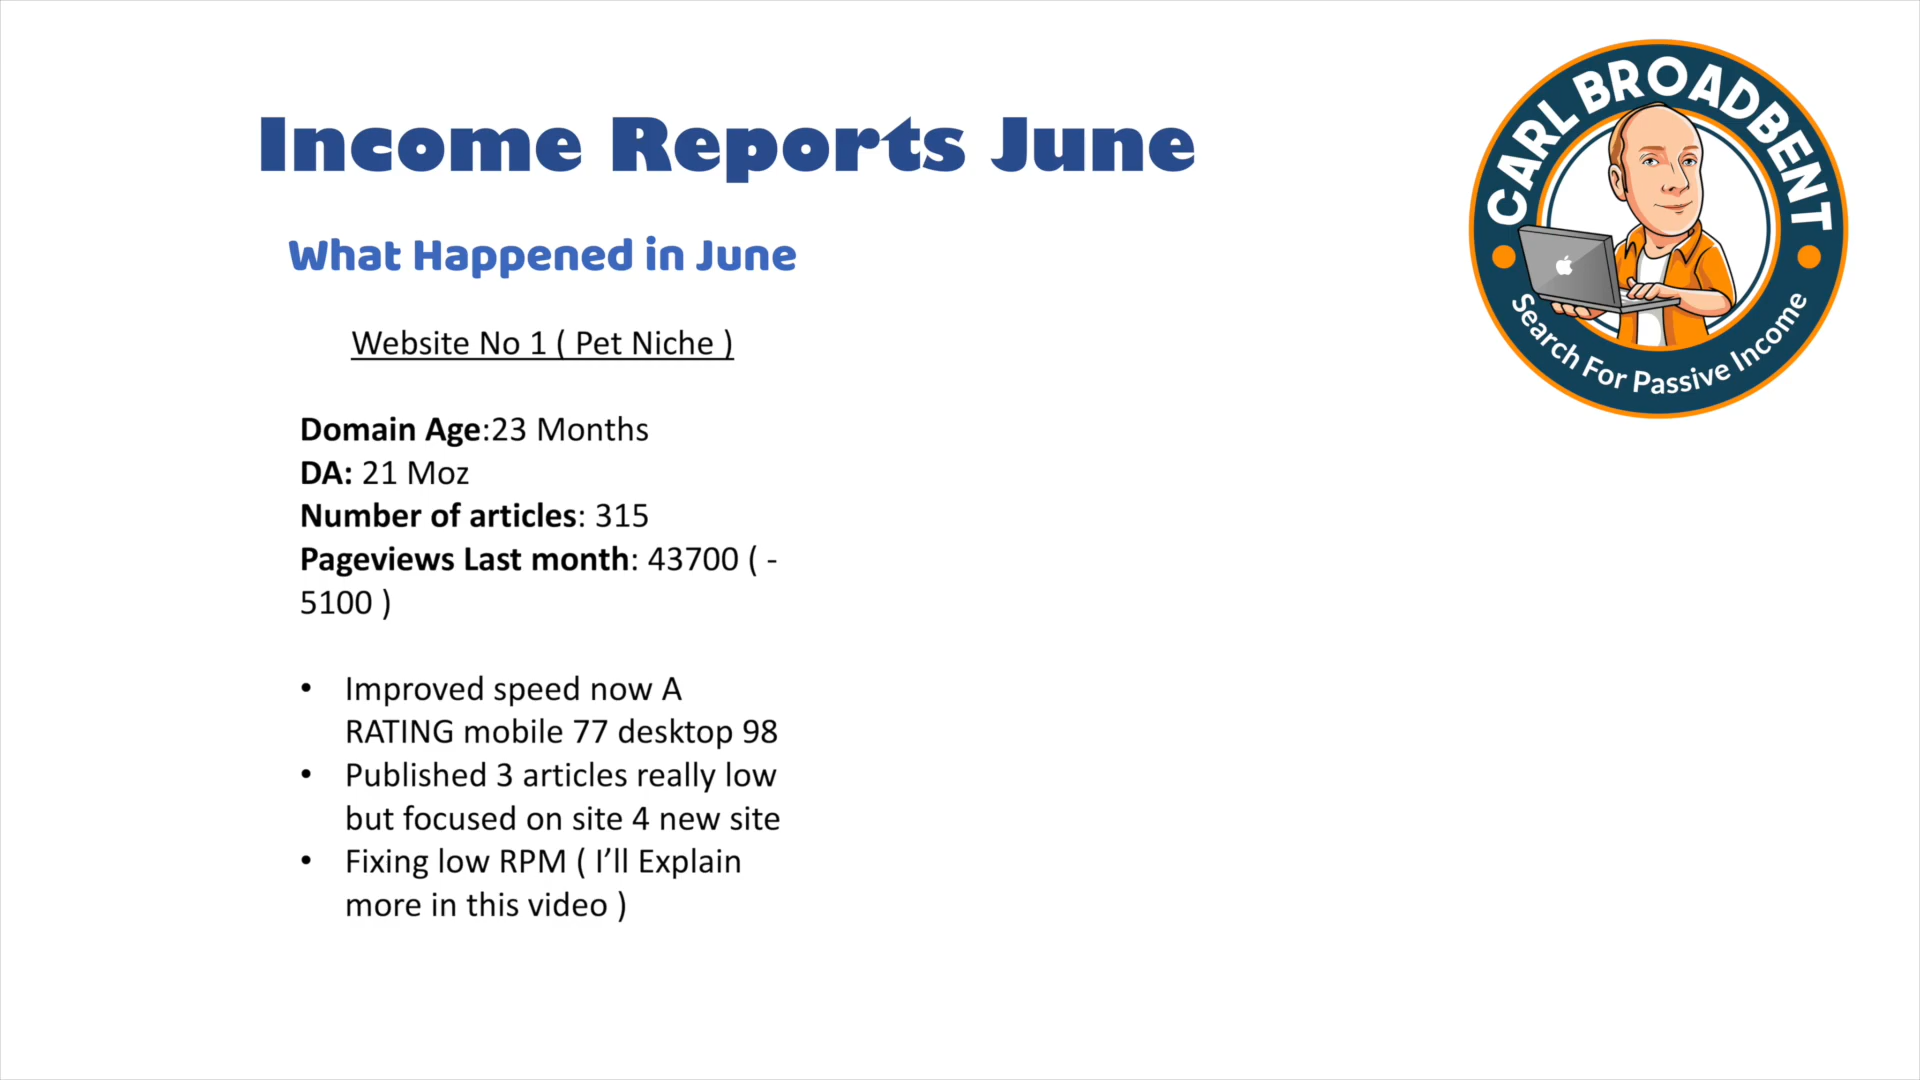 Income Reports June
What Happened in June
Website No 1 ( Pet Niche )
Domain Age:23 Months
DA: 21 Moz
Number of articles: 315
Pageviews Last month: 43700 ( -
5100 )
• Improved speed now A
RATING mobile 77 desktop 98
• Published 3 articles really low
but focused on site 4 new site
• Fixing low RPM ( I’ll Explain
more in this video )
CARL BROADBENT
Search For Passive Income